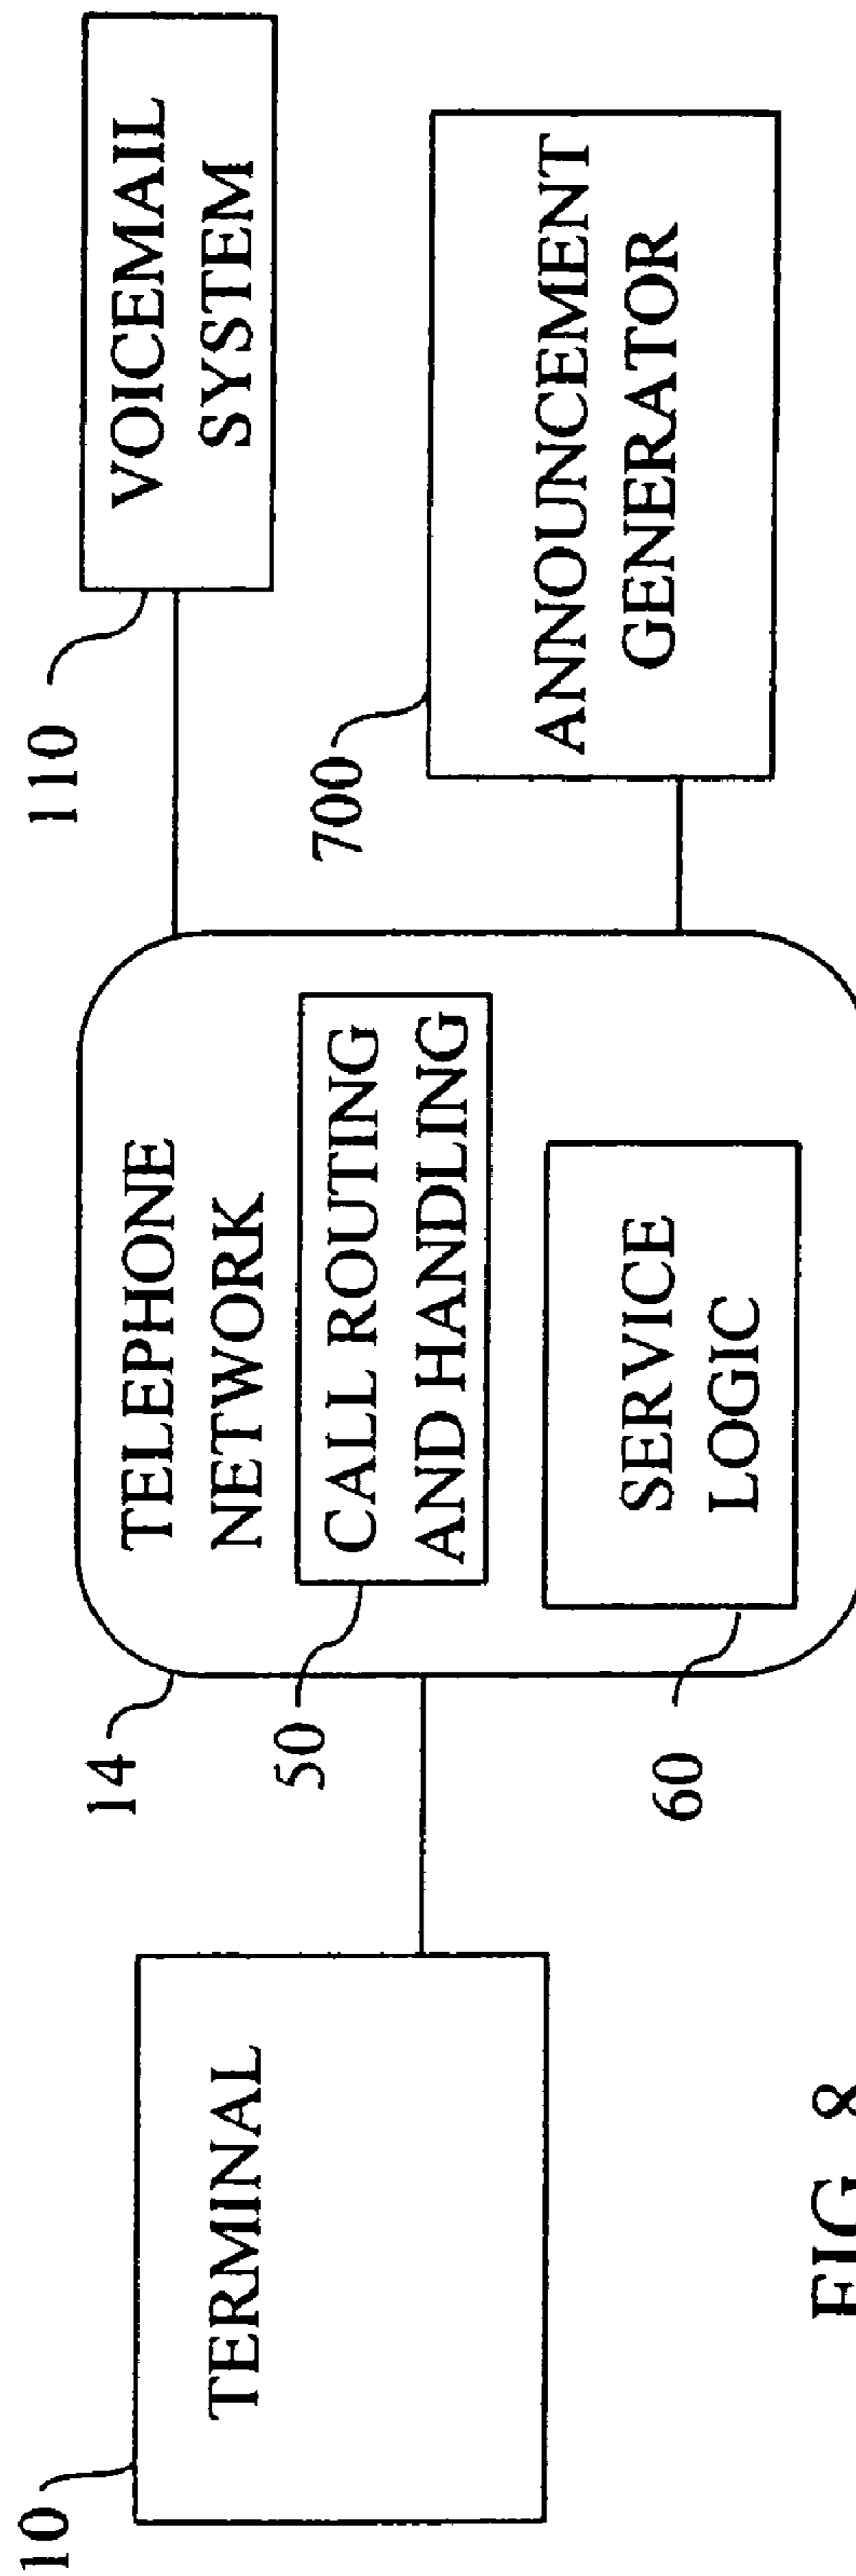 10
TERMINAL
14
TELEPHONE
NETWORK
50
CALL ROUTING
AND HANDLING
60
SERVICE
LOGIC
110
VOICEMAIL
SYSTEM
700
ANNOUNCEMENT
GENERATOR
FIG. 8